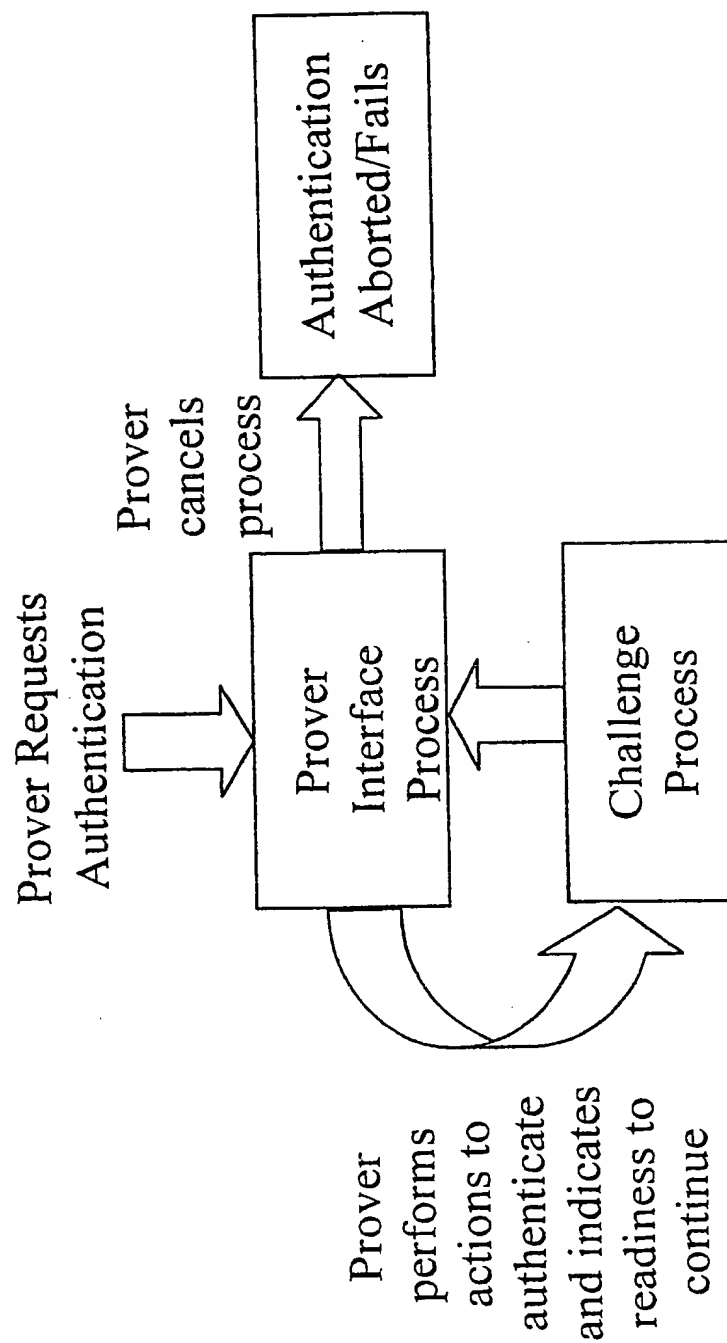 Prover Requests
Authentication
Prover
cancels
process
Authentication
Aborted/Fails
Prover
Interface
Process
Challenge
Process
Prover
performs
actions to
authenticate
and indicates
readiness to
continue